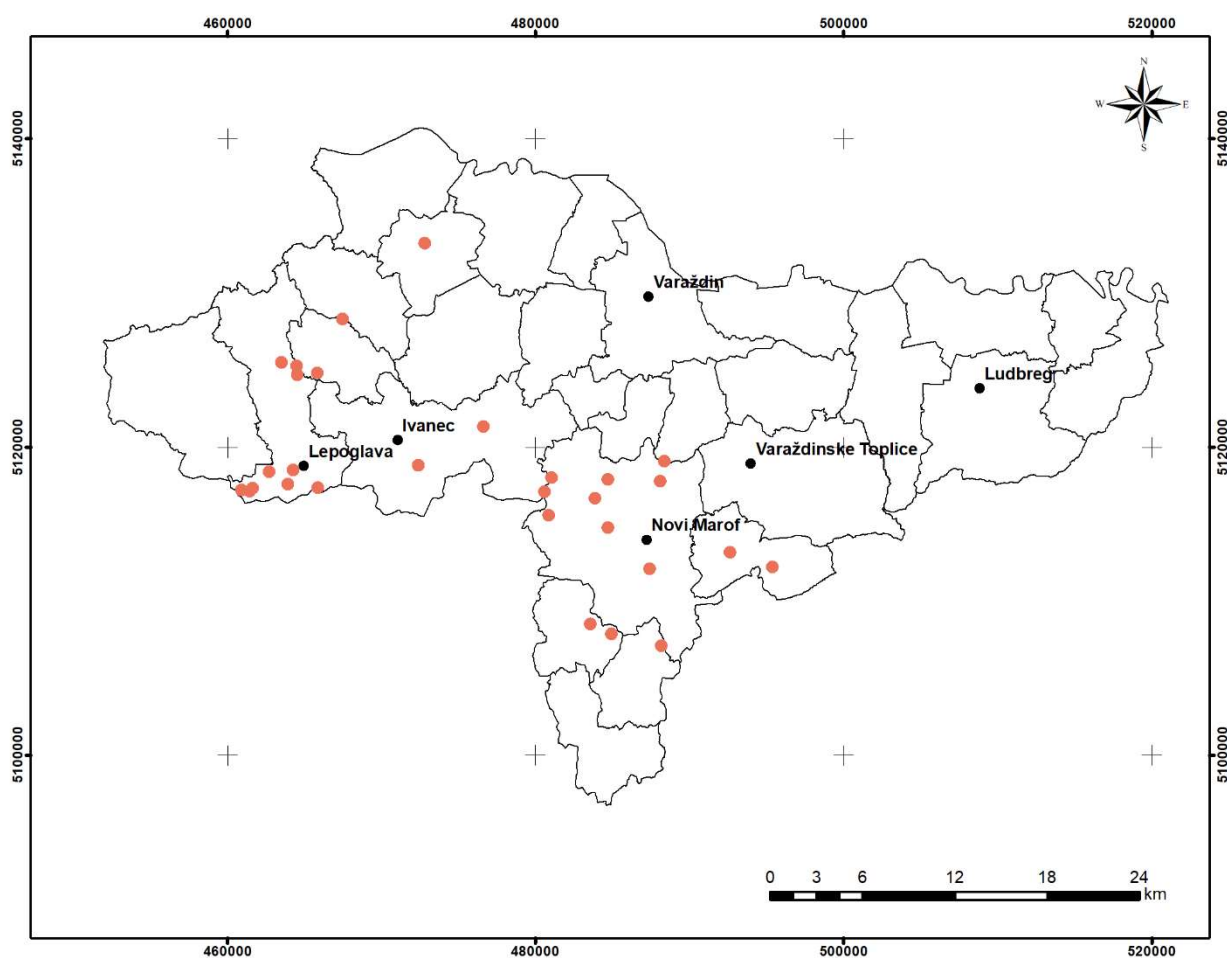 460000 480000 500000 520000
N
W E
S
5140000 5140000
Varaždin
Ludbreg
Ivanec
5120000 5120000
Lepoglava
Varaždinske Toplice
Novi Marof
5100000 5100000
0 3 6 12 18 24
km
460000 480000 500000 520000